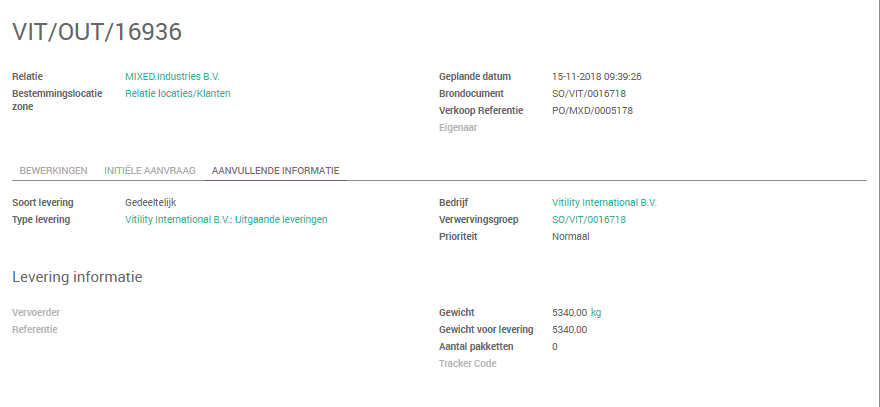 VIT/OUT/16936
Relatie MIXED.Industries B.V.
Bestemmingslocatie Relatie locaties/Klanten
zone
Geplande datum 15-11-2018 09:39:26
Brondocument SO/VIT/0016718
Verkoop Referentie PO/MXD/0005178
Eigenaar
BEWERKINGEN INITIËLE AANVRAAG AANVULLENDE INFORMATIE
Soort levering Gedeeltelijk
Type levering Vitility International B.V.: Uitgaande leveringen
Bedrijf Vitility International B.V.
Verwervingsgroep SO/VIT/0016718
Prioriteit Normaal
Levering informatie
Vervoerder
Referentie
Gewicht 5340,00 kg
Gewicht voor levering 5340,00
Aantal pakketten 0
Tracker Code